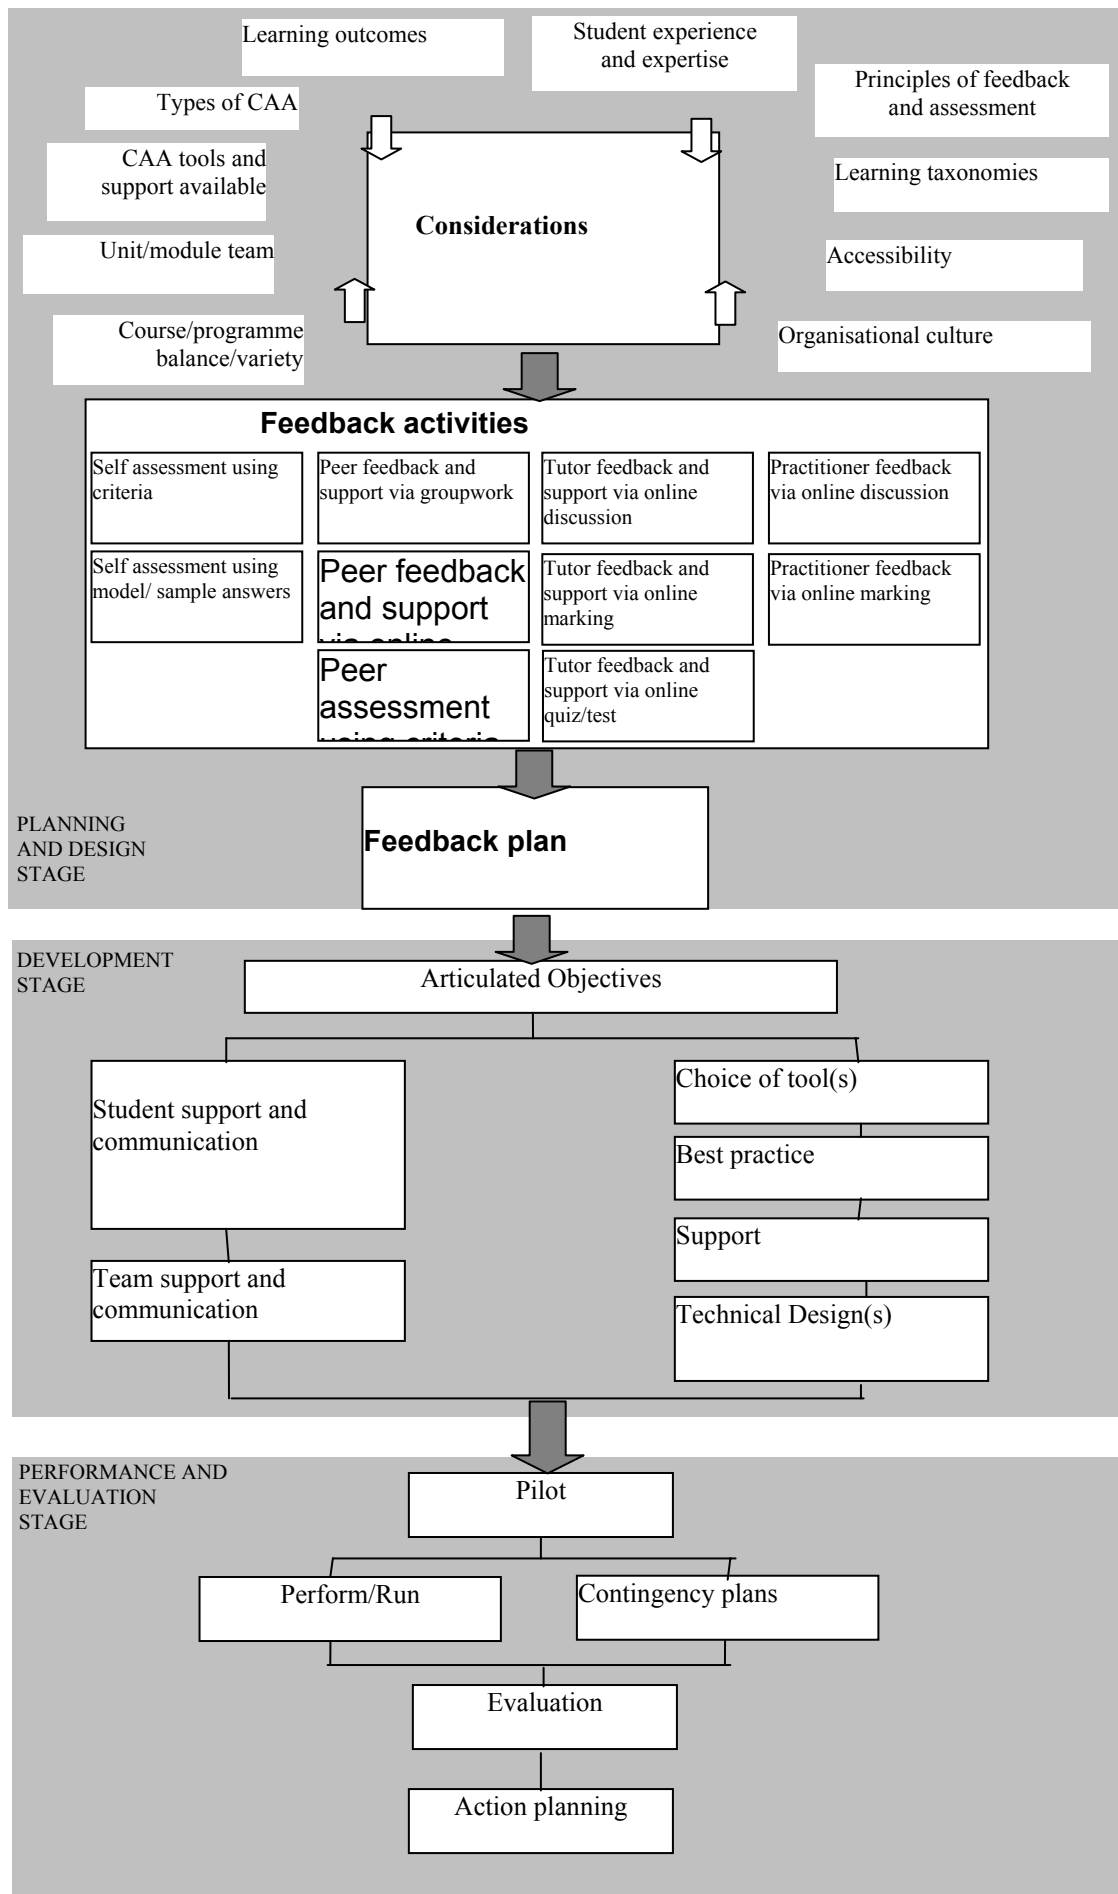 Learning outcomes
Student experience
and expertise
Principles of feedback
and assessment
Types of CAA
CAA tools and
support available
Learning taxonomies
Considerations
Unit/module team
Accessibility
Course/programme
balance/variety
Organisational culture
Feedback activities
Self assessment using
criteria
Peer feedback and
support via groupwork
Tutor feedback and
support via online
discussion
Practitioner feedback
via online discussion
Self assessment using
model/ sample answers
Peer feedback
and support
via online
Tutor feedback and
support via online
marking
Practitioner feedback
via online marking
Peer
assessment
using criteria
Tutor feedback and
support via online
quiz/test
PLANNING
AND DESIGN
STAGE
Feedback plan
DEVELOPMENT
STAGE
Articulated Objectives
Student support and
communication
Team support and
communication
Choice of tool(s)
Best practice
Support
Technical Design(s)
PERFORMANCE AND
EVALUATION
STAGE
Pilot
Perform/Run
Contingency plans
Evaluation
Action planning